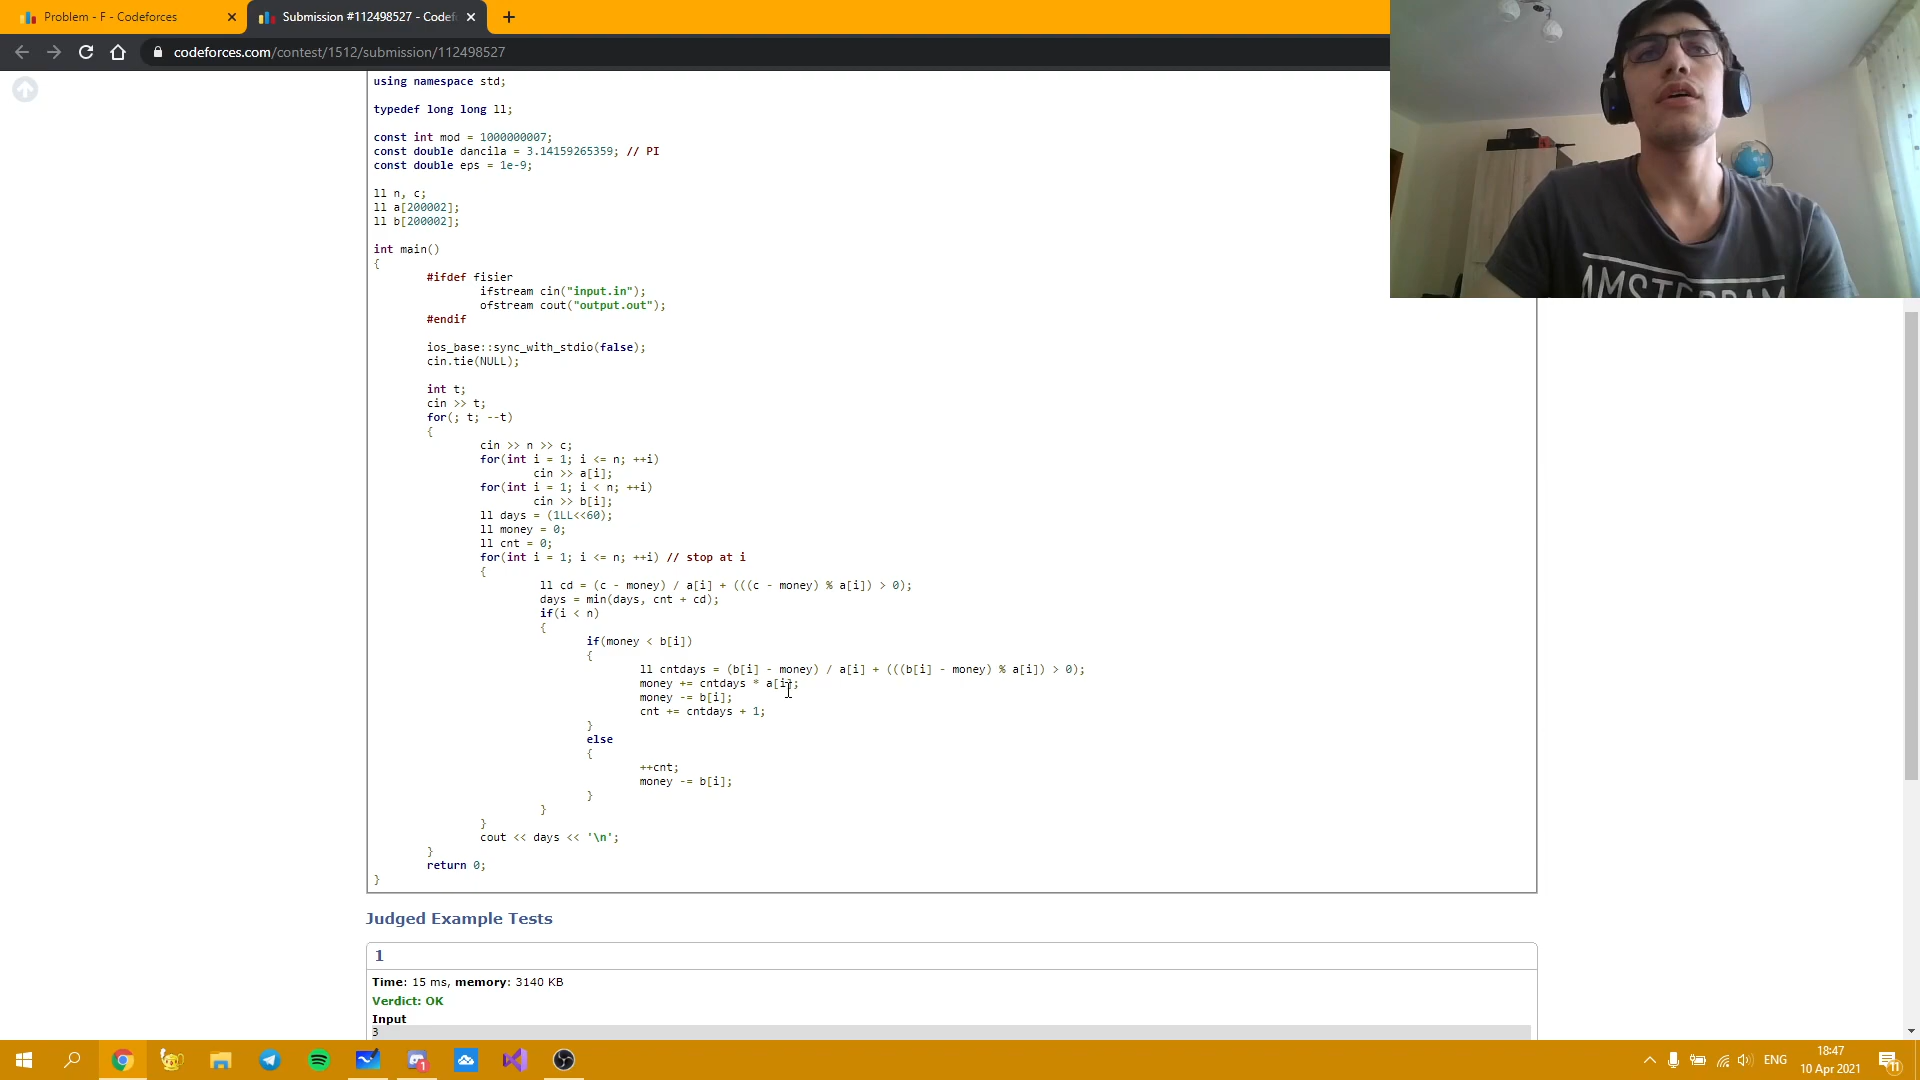 Problem - F - Codeforces
Submission #112498527 - Codef
codeforces.com/contest/1512/submission/112498527
using namespace std;
typedef long long ll;
const int mod = 1000000007;
const double dancila = 3.14159265359; // PI
const double eps = 1e-9;
ll n, c;
ll a[200002];
ll b[200002];
int main()
{
#ifdef fisier
ifstream cin("input.in");
ofstream cout("output.out");
#endif
ios_base::sync_with_stdio(false);
cin.tie(NULL);
int t;
cin >> t;
for(; t; --t)
{
cin >> n >> c;
for(int i = 1; i <= n; ++i)
cin >> a[i];
for(int i = 1; i < n; ++i)
cin >> b[i];
ll days = (1LL<<60);
ll money = 0;
ll cnt = 0;
for(int i = 1; i <= n; ++i) // stop at i
{
ll cd = (c - money) / a[i] + (((c - money) % a[i]) > 0);
days = min(days, cnt + cd);
if(i < n)
{
if(money < b[i])
{
ll cntdays = (b[i] - money) / a[i] + (((b[i] - money) % a[i]) > 0);
money += cntdays * a[i];
money -= b[i];
cnt += cntdays + 1;
}
else
{
++cnt;
money -= b[i];
}
}
}
cout << days << '\n';
}
return 0;
}
Judged Example Tests
1
Time: 15 ms, memory: 3140 KB
Verdict: OK
Input
3
AMSTERDAM
1
ENG
18:47
10 Apr 2021
11